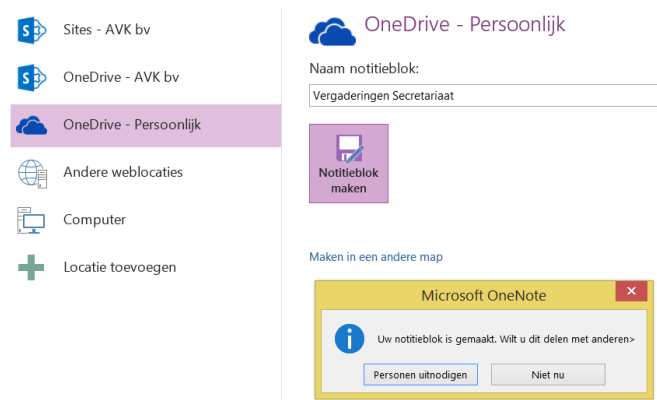 Sites - AVK bv
OneDrive - AVK bv
OneDrive - Persoonlijk
Andere weblocaties
Computer
Locatie toevoegen
OneDrive - Persoonlijk
Naam notitieblok:
Vergaderingen Secretariaat
Notitieblok
maken
Maken in een andere map
Microsoft OneNote
Uw notitieblok is gemaakt. Wilt u dit delen met anderen>
Personen uitnodigen
Niet nu